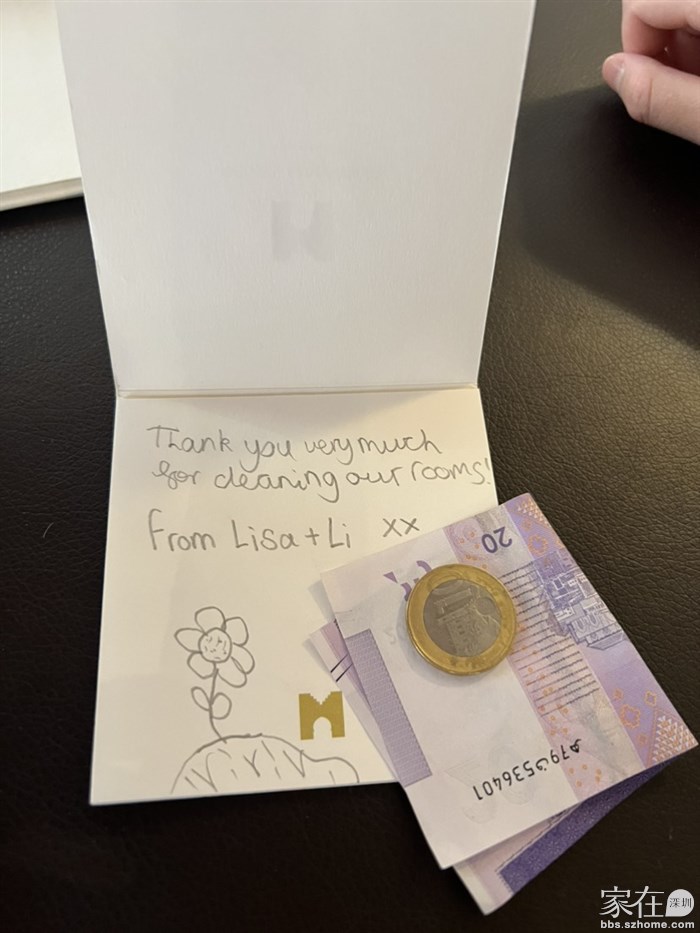 Thank you very much
for cleaning our rooms!
from Lisa + Li xx
20
536401
家在深圳
bbs.szhome.com